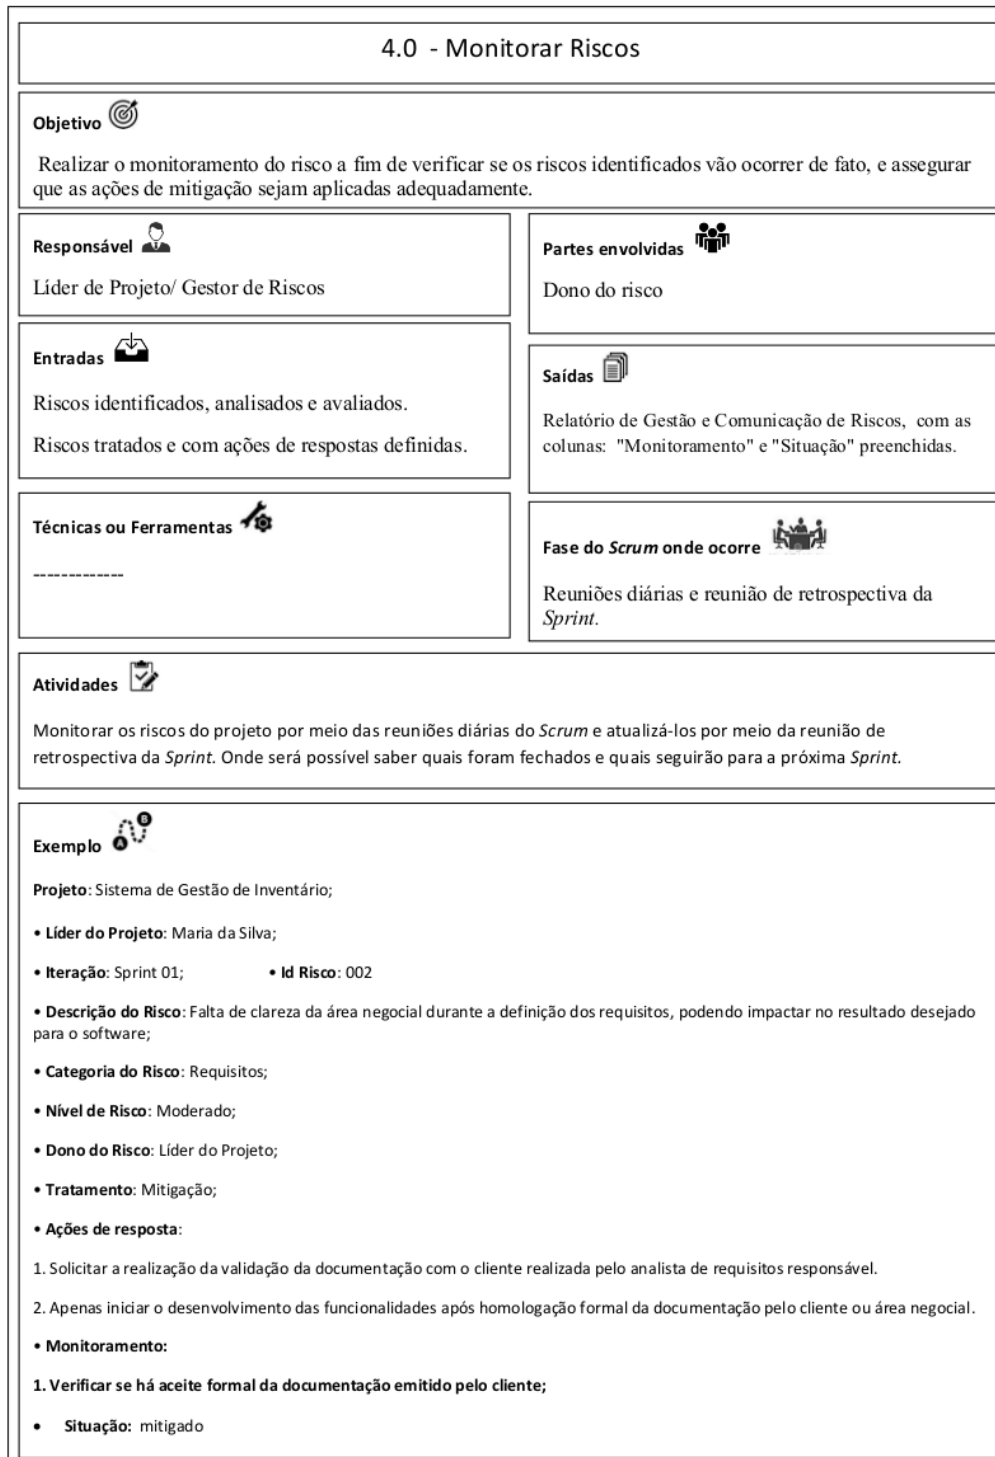 4.0 - Monitorar Riscos
Objetivo
Realizar o monitoramento do risco a fim de verificar se os riscos identificados vão ocorrer de fato, e assegurar
que as ações de mitigação sejam aplicadas adequadamente.
Responsável
Líder de Projeto/ Gestor de Riscos
Partes envolvidas
Dono do risco
Entradas
Riscos identificados, analisados e avaliados.
Riscos tratados e com ações de respostas definidas.
Saídas
Relatório de Gestão e Comunicação de Riscos, com as
colunas: "Monitoramento" e "Situação" preenchidas.
Técnicas ou Ferramentas
-------------
Fase do Scrum onde ocorre
Reuniões diárias e reunião de retrospectiva da
Sprint.
Atividades
Monitorar os riscos do projeto por meio das reuniões diárias do Scrum e atualizá-los por meio da reunião de
retrospectiva da Sprint. Onde será possível saber quais foram fechados e quais seguirão para a próxima Sprint.
Exemplo
A B
Projeto: Sistema de Gestão de Inventário;
• Líder do Projeto: Maria da Silva;
• Iteração: Sprint 01; • Id Risco: 002
• Descrição do Risco: Falta de clareza da área negocial durante a definição dos requisitos, podendo impactar no resultado desejado
para o software;
• Categoria do Risco: Requisitos;
• Nível de Risco: Moderado;
• Dono do Risco: Líder do Projeto;
• Tratamento: Mitigação;
• Ações de resposta:
1. Solicitar a realização da validação da documentação com o cliente realizada pelo analista de requisitos responsável.
2. Apenas iniciar o desenvolvimento das funcionalidades após homologação formal da documentação pelo cliente ou área negocial.
• Monitoramento:
1. Verificar se há aceite formal da documentação emitido pelo cliente;
• Situação: mitigado